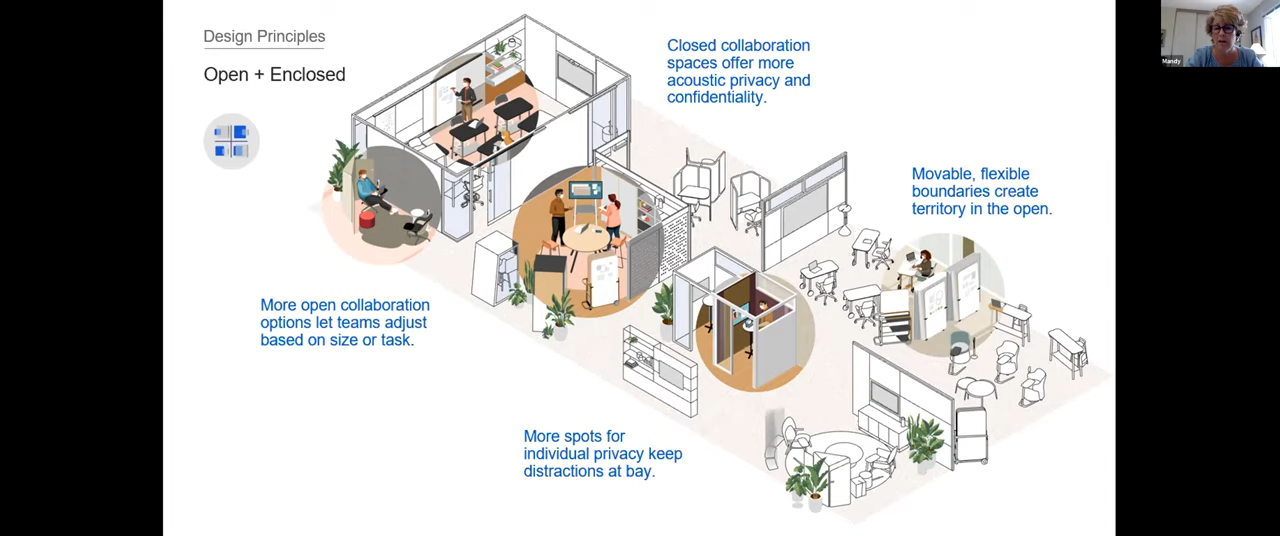 Design Principles
Open + Enclosed
Closed collaboration
spaces offer more
acoustic privacy and
confidentiality.
Movable, flexible
boundaries create
territory in the open.
More open collaboration
options let teams adjust
based on size or task.
More spots for
individual privacy keep
distractions at bay.
Mandy